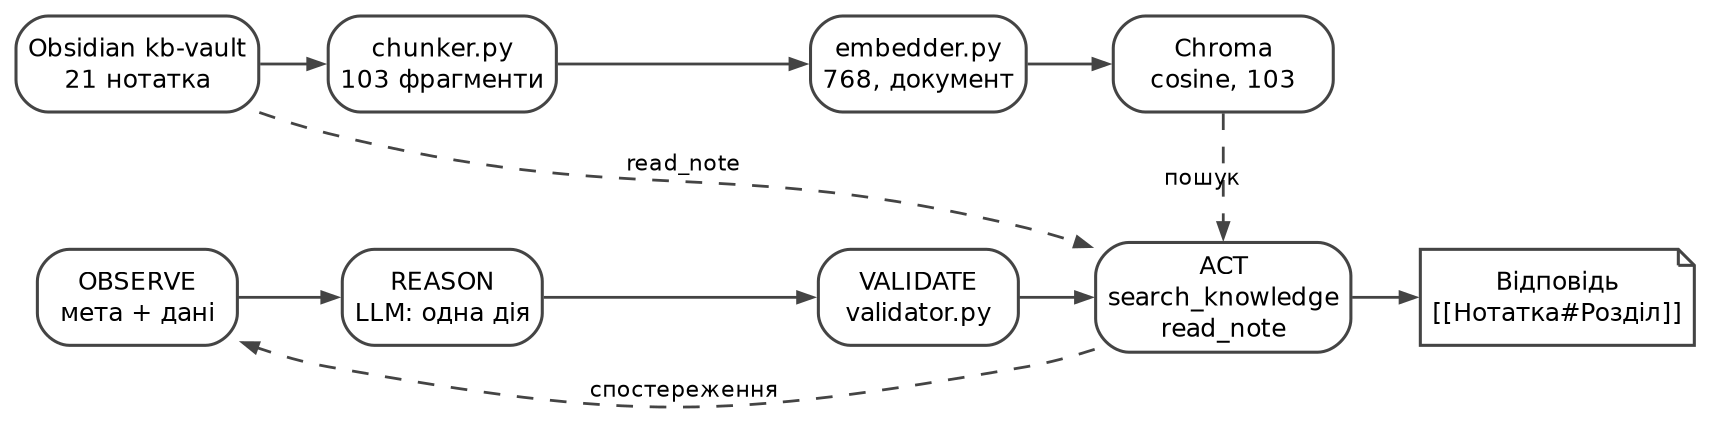 Obsidian kb-vault
21 нотатка
chunker.py
103 фрагменти
embedder.py
768, документ
Chroma
cosine, 103
read_note
пошук
OBSERVE
мета + дані
REASON
LLM: одна дія
VALIDATE
validator.py
ACT
search_knowledge
read_note
Відповідь
[[Нотатка#Розділ]]
спостереження